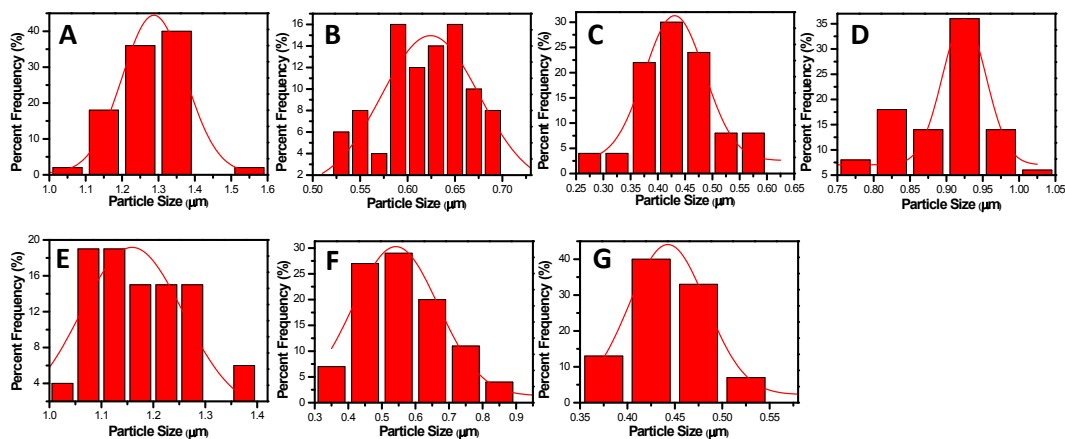 A
Percent Frequency (%)
40
30
20
10
0
1.0 1.1 1.2 1.3 1.4 1.5 1.6
Particle Size (μm)
B
Percent Frequency (%)
16
14
12
10
8
6
4
2
0.50 0.55 0.60 0.65 0.70
Particle Size (μm)
C
Percent Frequency (%)
30
25
20
15
10
5
0
0.25 0.30 0.35 0.40 0.45 0.50 0.55 0.60 0.65
Particle Size (μm)
D
Percent Frequency (%)
35
30
25
20
15
10
5
0.75 0.80 0.85 0.90 0.95 1.00 1.05
Particle Size (μm)
E
Percent Frequency (%)
20
16
12
8
4
1.0 1.1 1.2 1.3 1.4
Particle Size (μm)
F
Percent Frequency (%)
30
25
20
15
10
5
0
0.3 0.4 0.5 0.6 0.7 0.8 0.9
Particle Size (μm)
G
Percent Frequency (%)
40
30
20
10
0
0.35 0.40 0.45 0.50 0.55
Particle Size (μm)